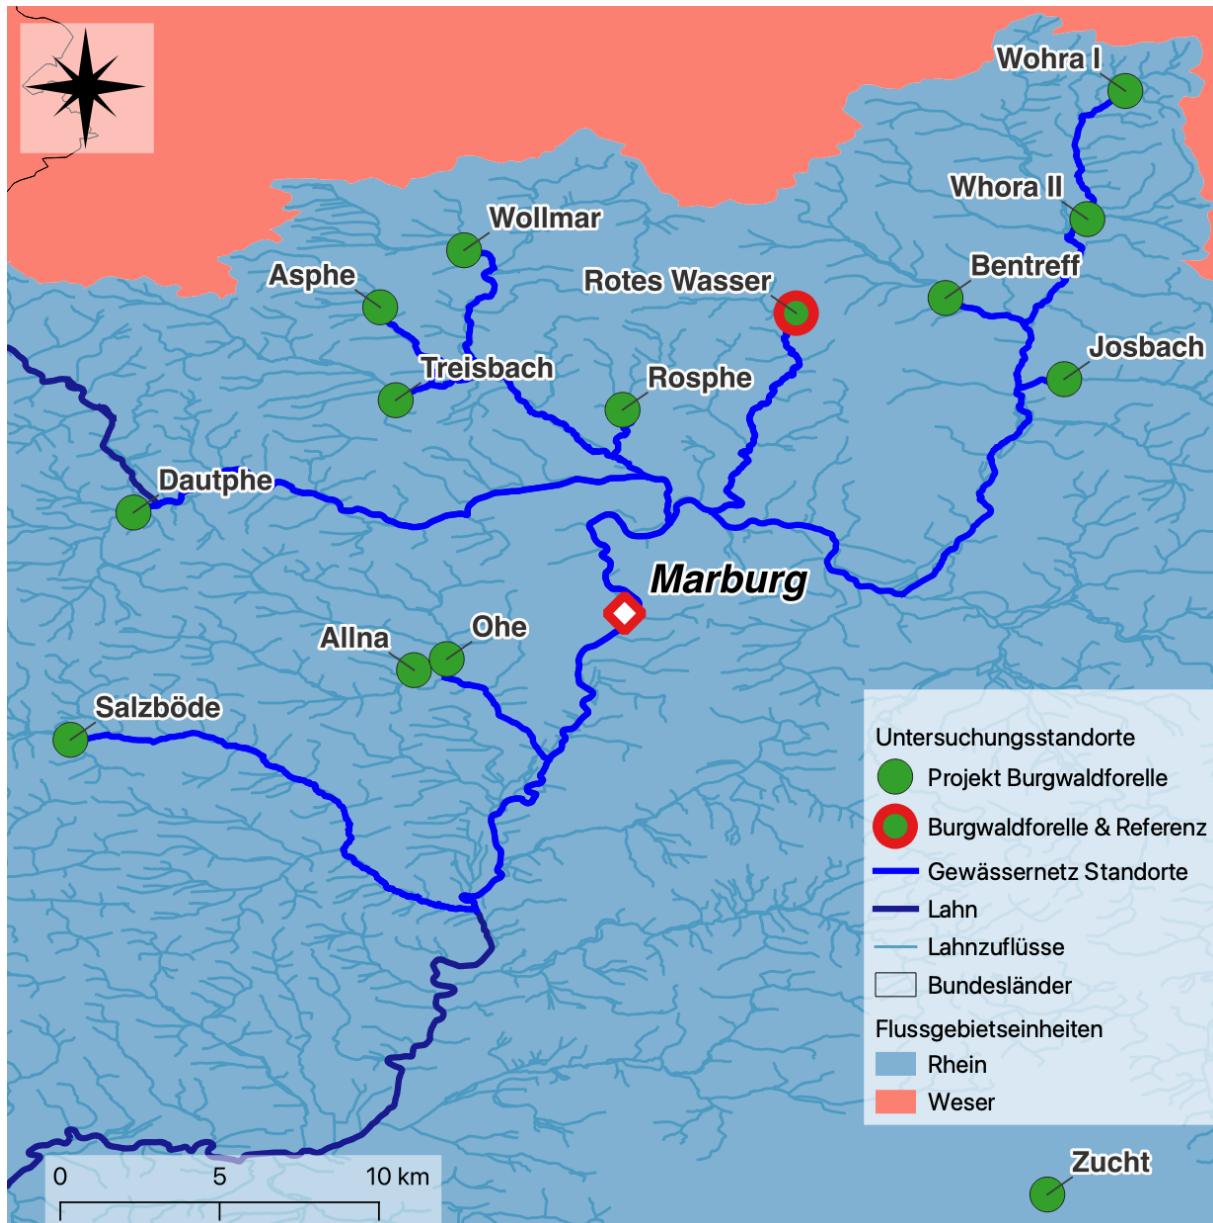 Wohra I
Whora II
Wollmar
Bentreff
Asphe
Rotes Wasser
Josbach
Treisbach
Rosphe
Dautphe
Marburg
Ohe
Allna
Salzböde
Untersuchungsstandorte
Projekt Burgwaldforelle
Burgwaldforelle & Referenz
Gewässernetz Standorte
Lahn
Lahnzuflüsse
Bundesländer
Flussgebietseinheiten
Rhein
Weser
Zucht
0 5 10 km